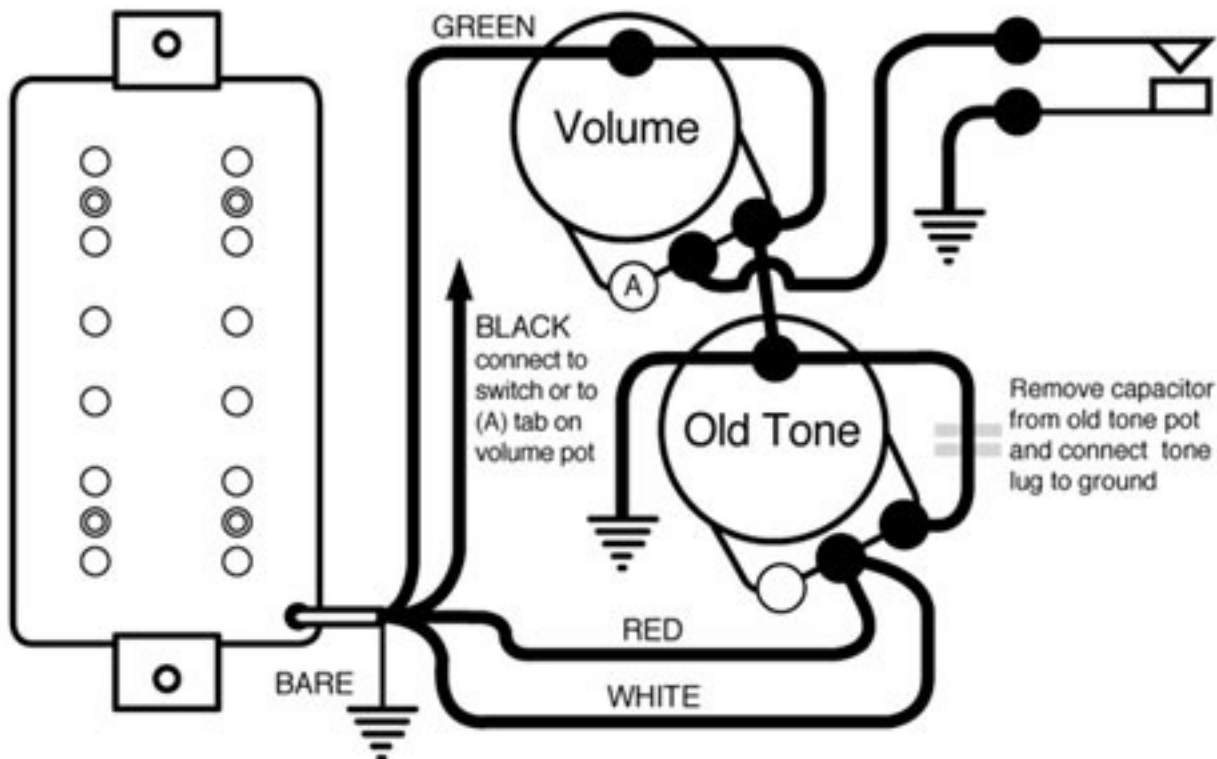 GREEN
Volume
A
BLACK
connect to
switch or to
(A) tab on
volume pot
Old Tone
Remove capacitor
from old tone pot
and connect tone
lug to ground
RED
BARE
WHITE